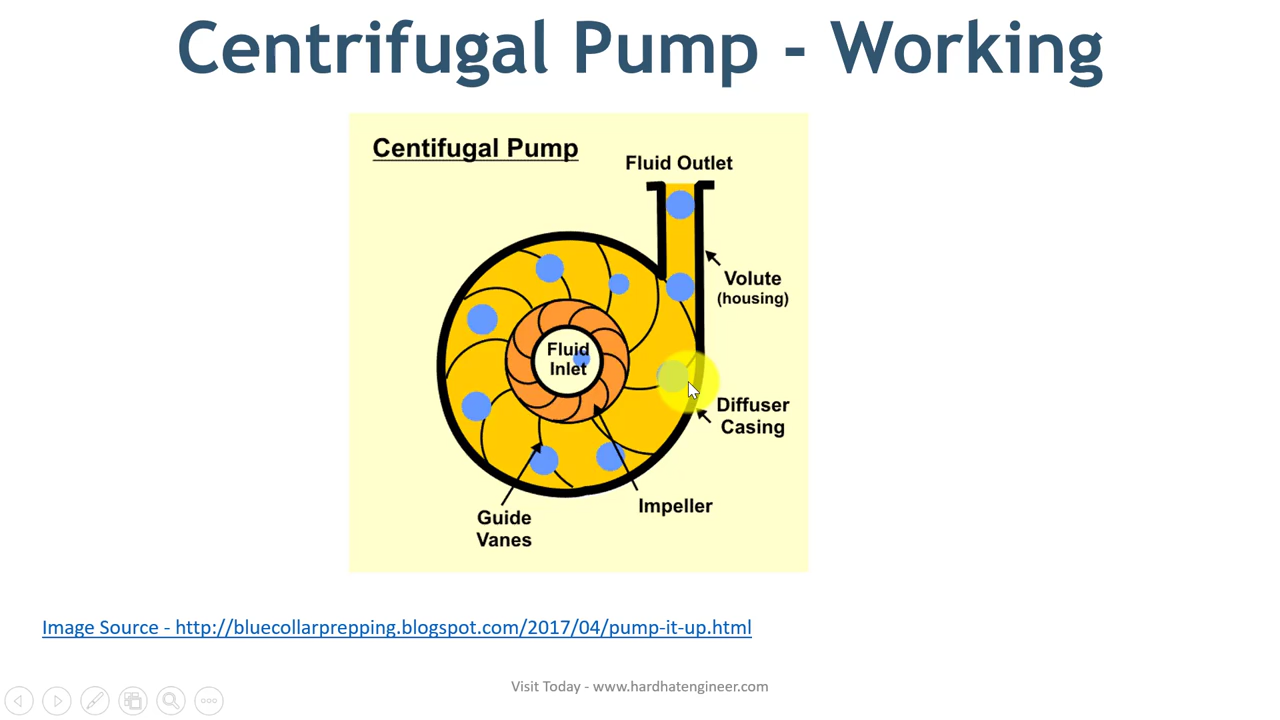 Centrifugal Pump - Working
Centifugal Pump
Fluid Outlet
Volute
(housing)
Fluid
Inlet
Diffuser
Casing
Impeller
Guide
Vanes
Image Source - http://bluecollarprepping.blogspot.com/2017/04/pump-it-up.html
Visit Today - www.hardhatengineer.com